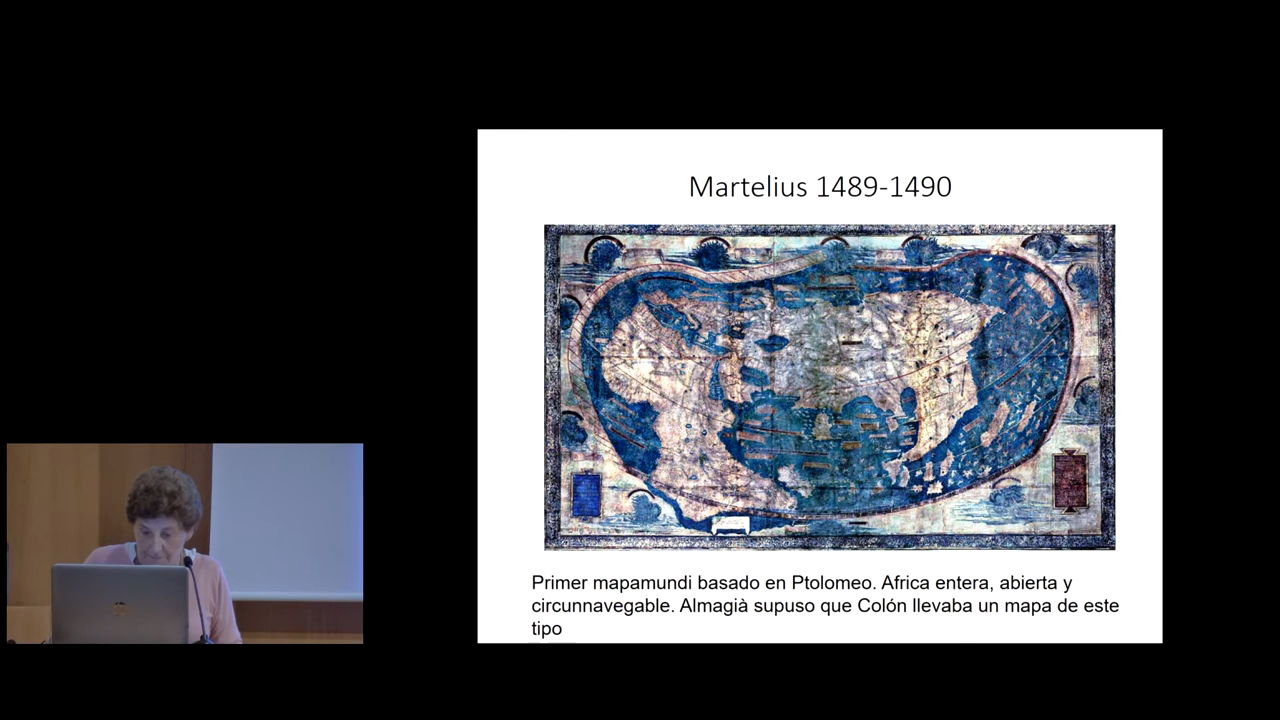 Martelius 1489-1490
Primer mapamundi basado en Ptolomeo. Africa entera, abierta y
circunnavegable. Almagià supuso que Colón llevaba un mapa de este
tipo